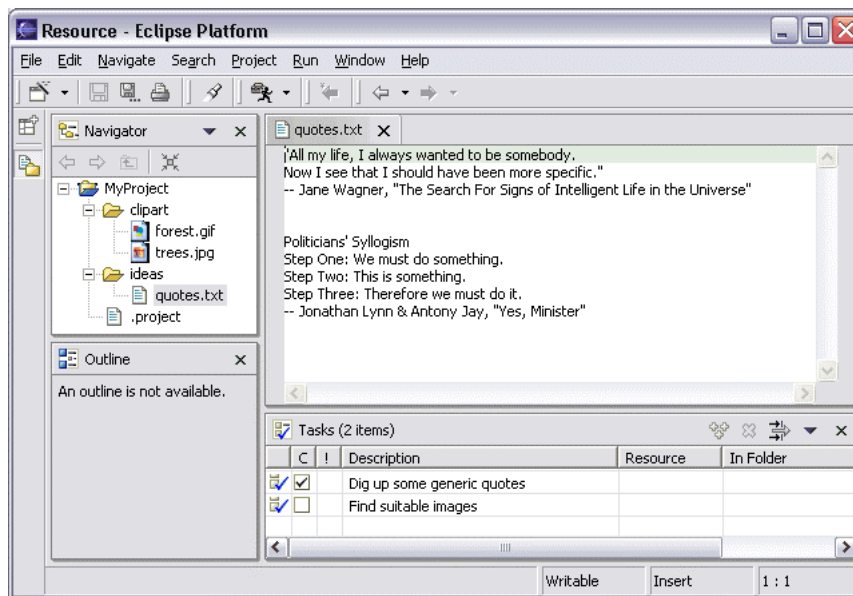 Resource - Eclipse Platform
File Edit Navigate Search Project Run Window Help
Navigator
MyProject
clipart
forest.gif
trees.jpg
ideas
quotes.txt
.project
Outline
An outline is not available.
quotes.txt
"All my life, I always wanted to be somebody.
Now I see that I should have been more specific."
-- Jane Wagner, "The Search For Signs of Intelligent Life in the Universe"
Politicians' Syllogism
Step One: We must do something.
Step Two: This is something.
Step Three: Therefore we must do it.
-- Jonathan Lynn & Antony Jay, "Yes, Minister"
Tasks (2 items)
C ! Description Resource In Folder
Dig up some generic quotes
Find suitable images
Writable Insert 1 : 1